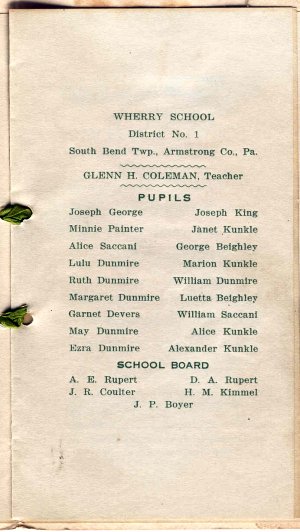 WHERRY SCHOOL
District No. 1
South Bend Twp., Armstrong Co., Pa.
GLENN H. COLEMAN, Teacher
PUPILS
Joseph George Joseph King
Minnie Painter Janet Kunkle
Alice Saccani George Beighley
Lulu Dunmire Marion Kunkle
Ruth Dunmire William Dunmire
Margaret Dunmire Luetta Beighley
Garnet Devers William Saccani
May Dunmire Alice Kunkle
Ezra Dunmire Alexander Kunkle
SCHOOL BOARD
A. E. Rupert D. A. Rupert
J. R. Coulter H. M. Kimmel
J. P. Boyer